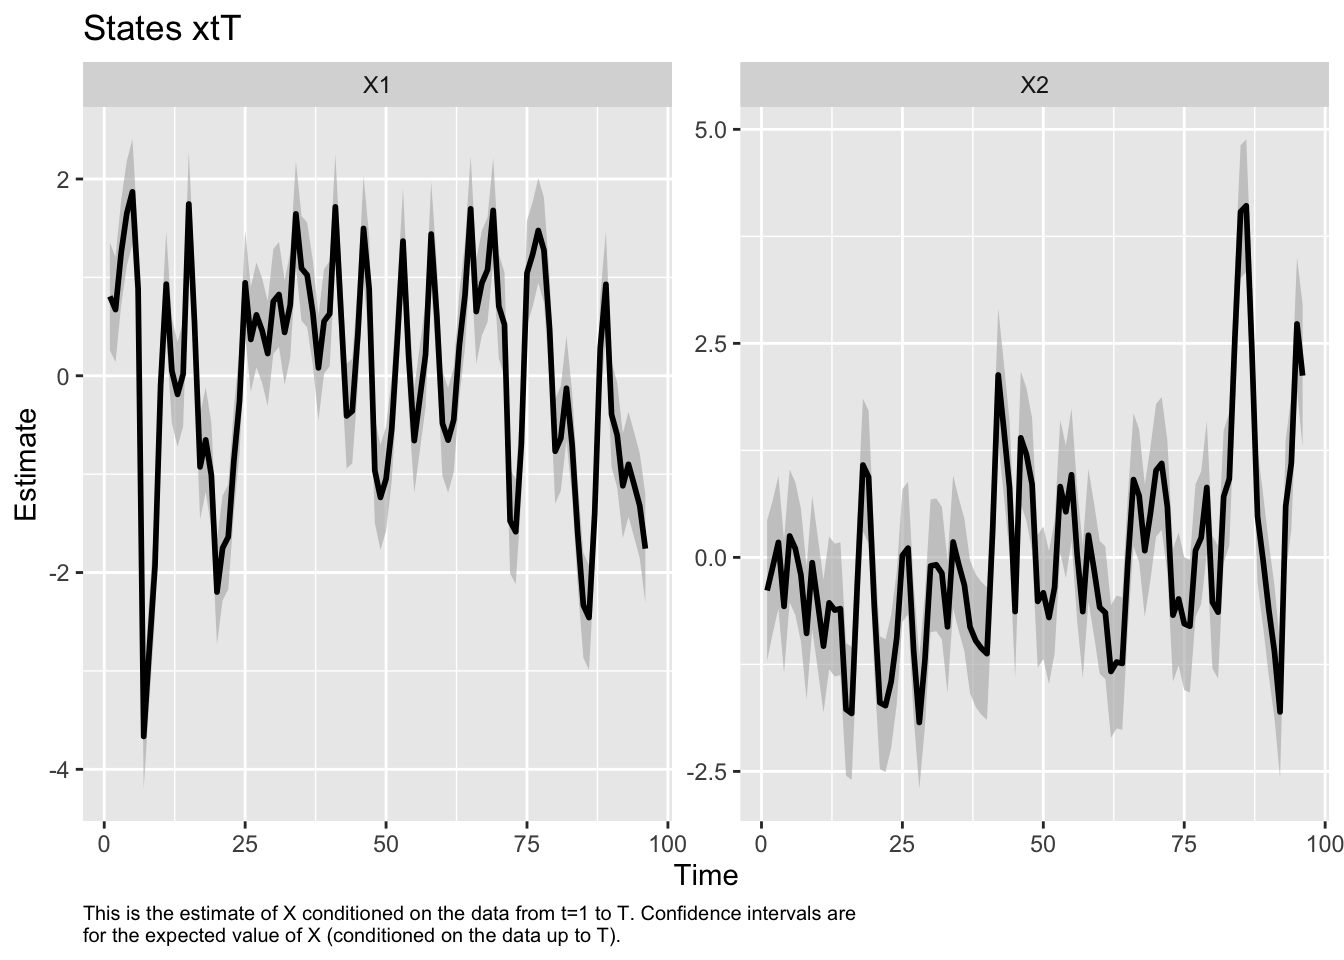 States xtT
X1
X2
Estimate
2
0
-2
-4
5.0
2.5
0.0
-2.5
0
25
50
75
100
0
25
50
75
100
Time
This is the estimate of X conditioned on the data from t=1 to T. Confidence intervals are
for the expected value of X (conditioned on the data up to T).